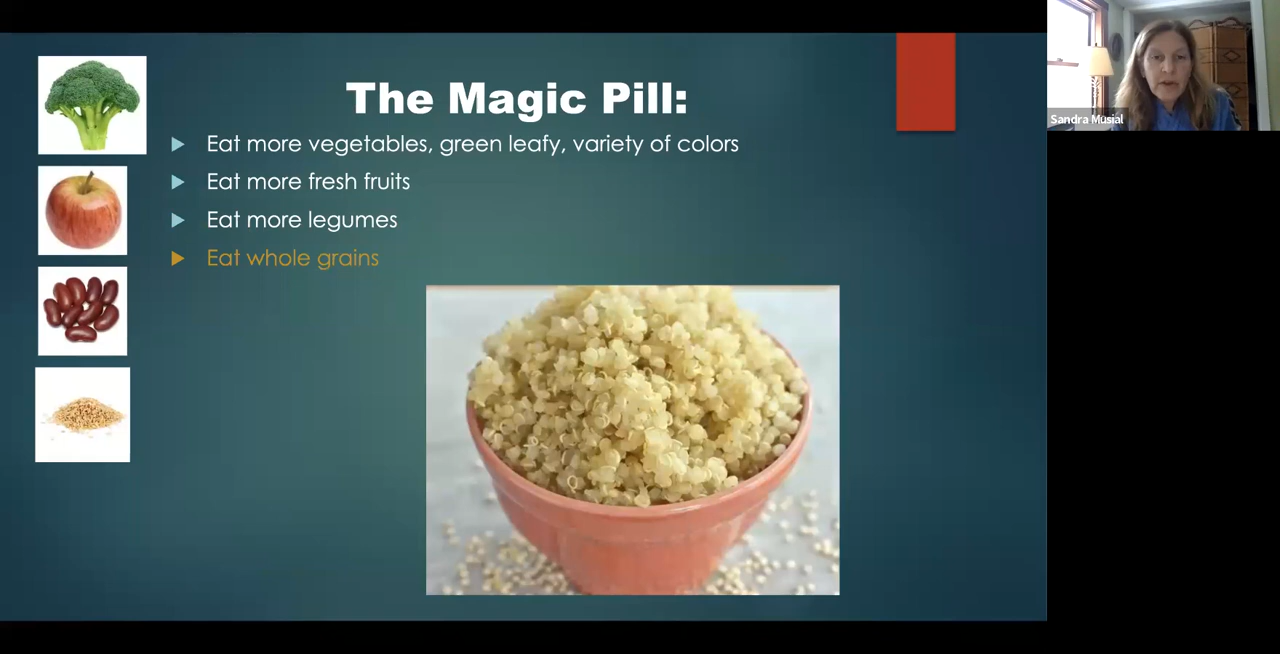 The Magic Pill:
Eat more vegetables, green leafy, variety of colors
Eat more fresh fruits
Eat more legumes
Eat whole grains
Sandra Musial